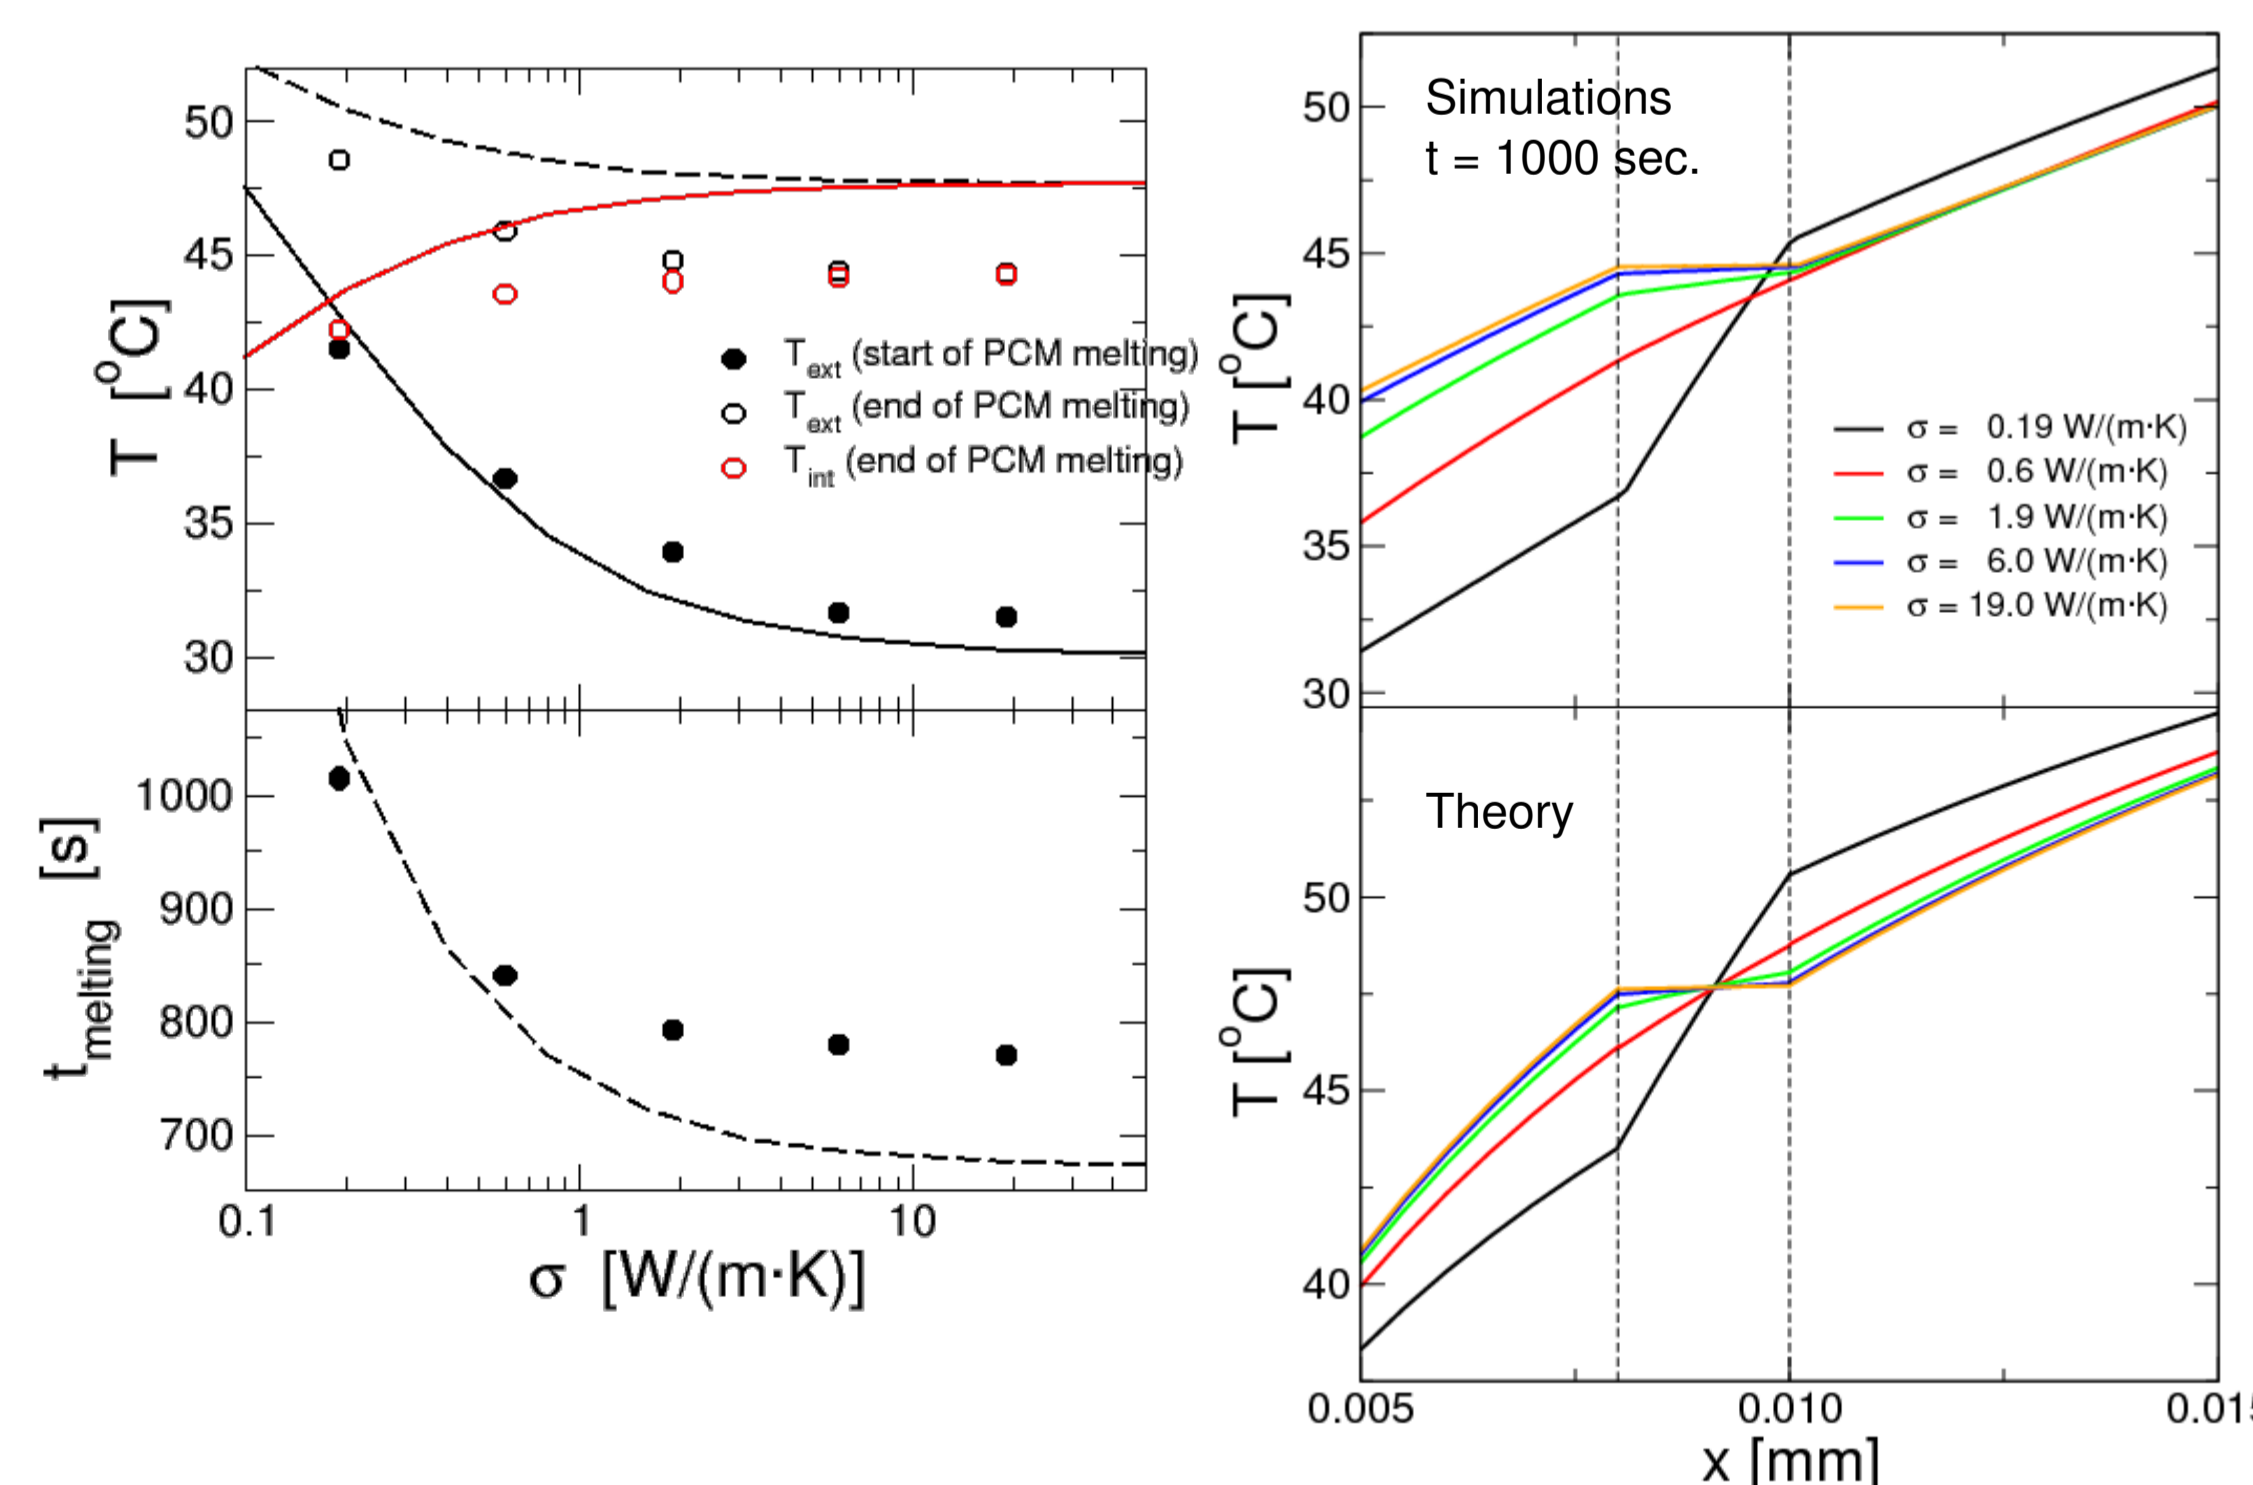 50
45
40
35
30
T [°C]
T_ext (start of PCM melting)
T_ext (end of PCM melting)
T_int (end of PCM melting)
1000
900
800
700
t_melting [s]
0.1
1
10
σ [W/(m·K)]
Simulations
t = 1000 sec.
50
45
40
35
30
T [°C]
σ = 0.19 W/(m·K)
σ = 0.6 W/(m·K)
σ = 1.9 W/(m·K)
σ = 6.0 W/(m·K)
σ = 19.0 W/(m·K)
Theory
50
45
40
T [°C]
0.005
0.010
0.01
x [mm]